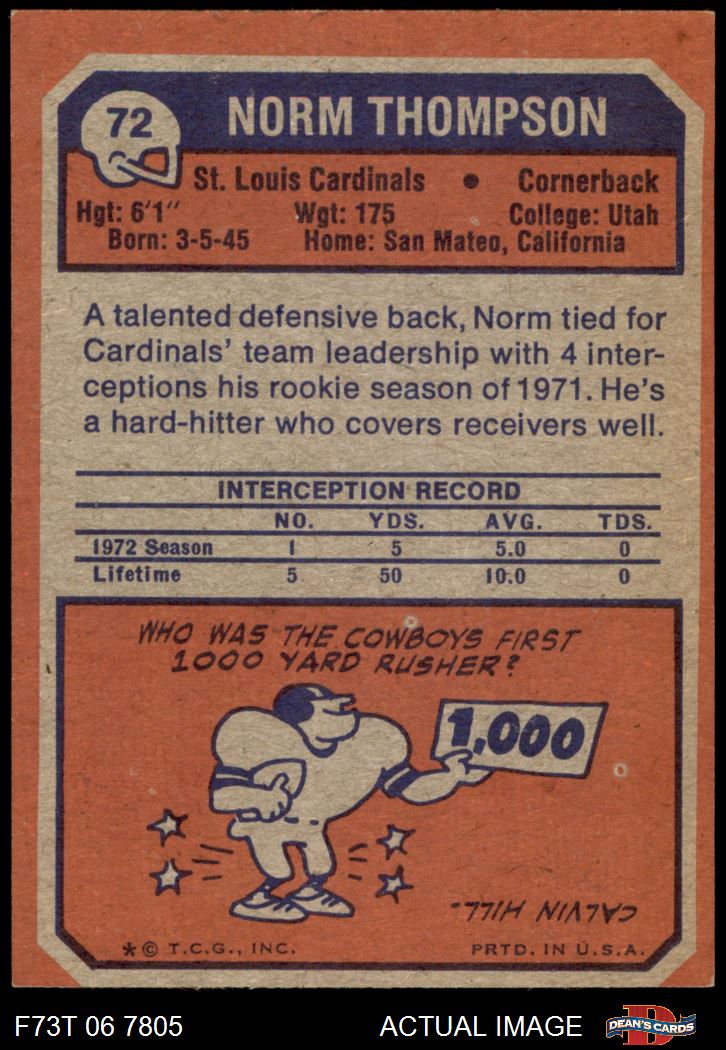 72
NORM THOMPSON
St. Louis Cardinals • Cornerback
Hgt: 6'1" Wgt: 175 College: Utah
Born: 3-5-45 Home: San Mateo, California
A talented defensive back, Norm tied for
Cardinals' team leadership with 4 inter-
ceptions his rookie season of 1971. He's
a hard-hitter who covers receivers well.
INTERCEPTION RECORD
NO. YDS. AVG. TDS.
1972 Season 1 5 5.0 0
Lifetime 5 50 10.0 0
WHO WAS THE COWBOYS FIRST
1000 YARD RUSHER?
1,000
CALVIN HILL.
* © T.C.G., INC. PRTD. IN U.S.A.
F73T 06 7805 ACTUAL IMAGE D DEAN'S CARDS